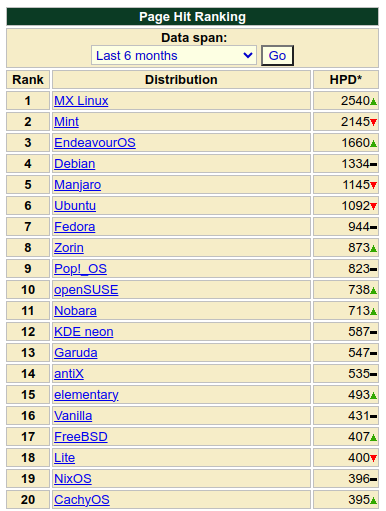 Page Hit Ranking
Data span:
Last 6 months Go
Rank Distribution HPD*
1 MX Linux 2540
2 Mint 2145
3 EndeavourOS 1660
4 Debian 1334
5 Manjaro 1145
6 Ubuntu 1092
7 Fedora 944
8 Zorin 873
9 Pop!_OS 823
10 openSUSE 738
11 Nobara 713
12 KDE neon 587
13 Garuda 547
14 antiX 535
15 elementary 493
16 Vanilla 431
17 FreeBSD 407
18 Lite 400
19 NixOS 396
20 CachyOS 395